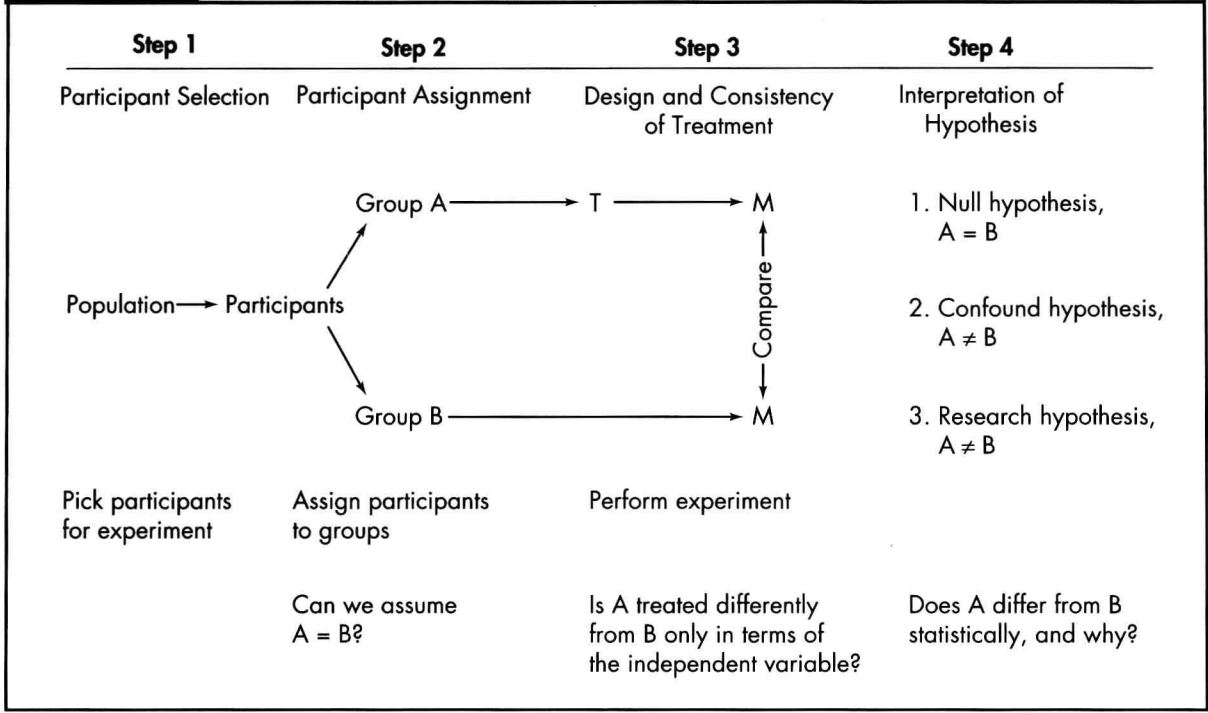 Step 1
Step 2
Step 3
Step 4
Participant Selection
Participant Assignment
Design and Consistency
of Treatment
Interpretation of
Hypothesis
Group A
T
M
1. Null hypothesis,
A = B
Population
Participants
Compare
2. Confound hypothesis,
A ≠ B
Group B
M
3. Research hypothesis,
A ≠ B
Pick participants
for experiment
Assign participants
to groups
Perform experiment
Can we assume
A = B?
Is A treated differently
from B only in terms of
the independent variable?
Does A differ from B
statistically, and why?